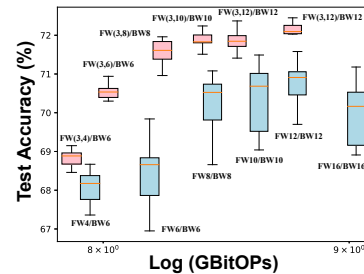 FW(3,10)/BW10
FW(3,12)/BW12
FW(3,12)/BW12
72
FW(3,8)/BW8
71
FW(3,6)/BW6
70
FW(3,4)/BW6
69
68
67
FW4/BW6
FW6/BW6
FW8/BW8
FW10/BW10
FW12/BW12
FW16/BW16
Test Accuracy (%)
8 × 10⁰
9 × 10⁰
Log (GBitOPs)